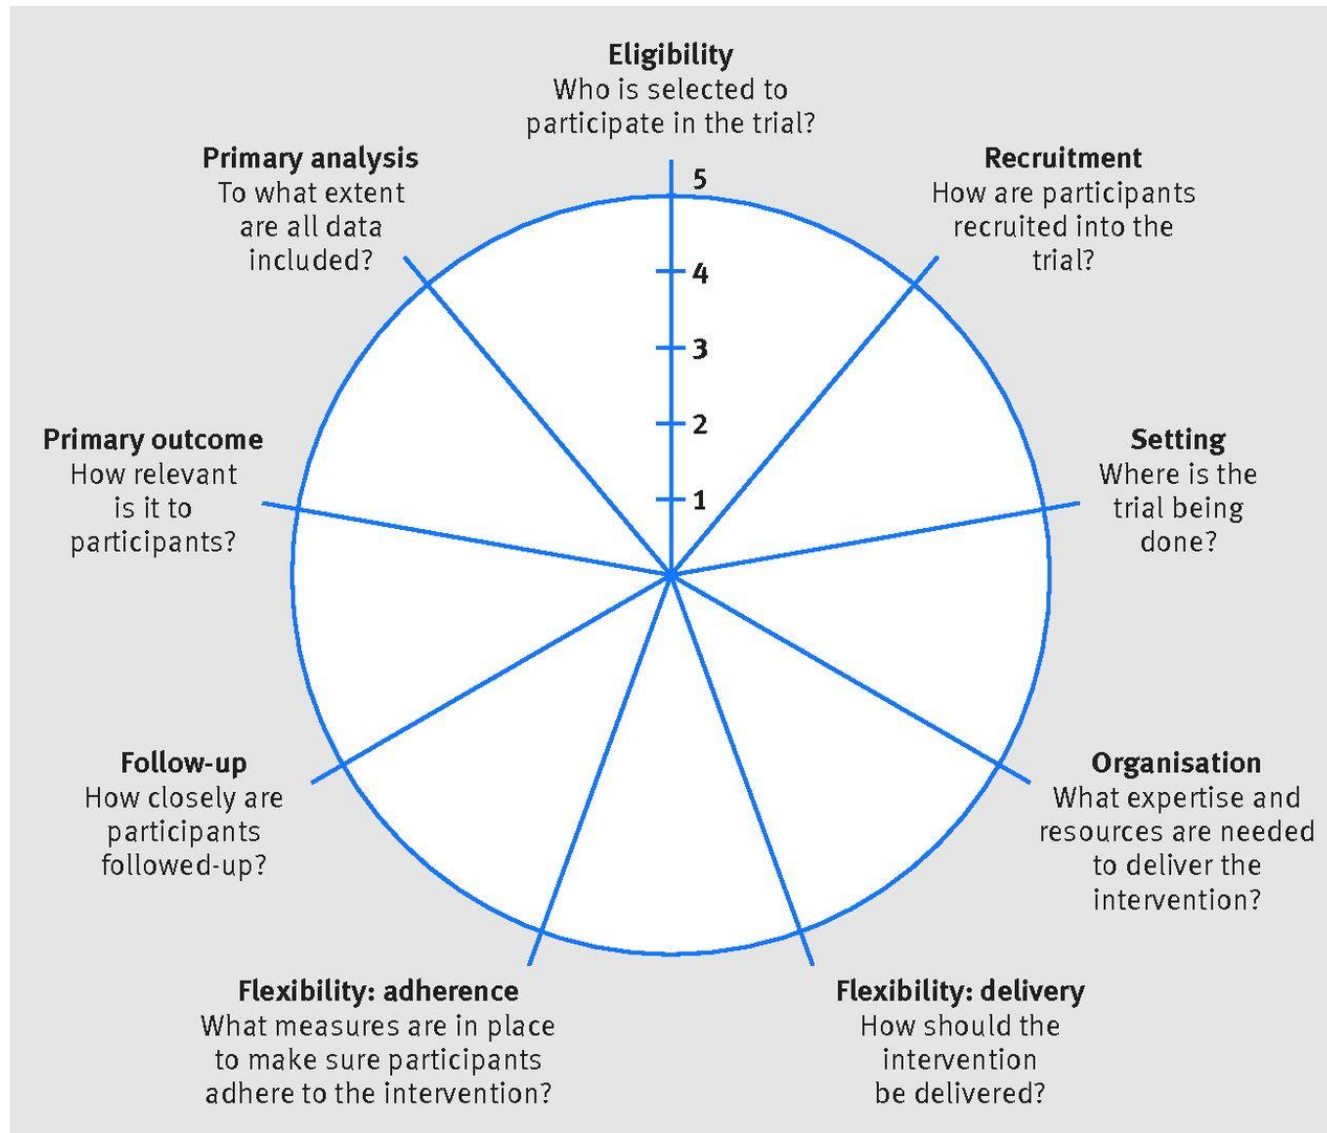 Eligibility
Who is selected to
participate in the trial?
Primary analysis
To what extent
are all data
included?
Recruitment
How are participants
recruited into the
trial?
5
4
3
2
1
Primary outcome
How relevant
is it to
participants?
Setting
Where is the
trial being
done?
Follow-up
How closely are
participants
followed-up?
Organisation
What expertise and
resources are needed
to deliver the
intervention?
Flexibility: adherence
What measures are in place
to make sure participants
adhere to the intervention?
Flexibility: delivery
How should the
intervention
be delivered?